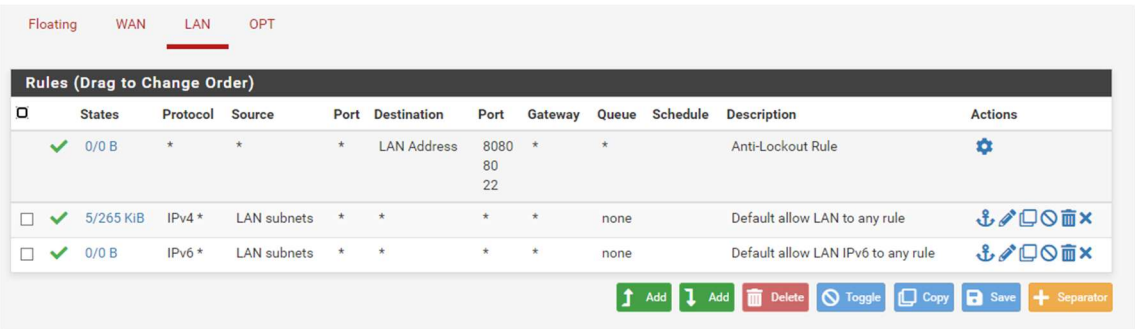 Floating WAN LAN OPT
Rules (Drag to Change Order)
States Protocol Source Port Destination Port Gateway Queue Schedule Description Actions
0/0 B * * * LAN Address 8080 * * Anti-Lockout Rule
80
22
5/265 KiB IPv4 * LAN subnets * * * * none Default allow LAN to any rule
0/0 B IPv6 * LAN subnets * * * * none Default allow LAN IPv6 to any rule
Add Add Delete Toggle Copy Save Separator